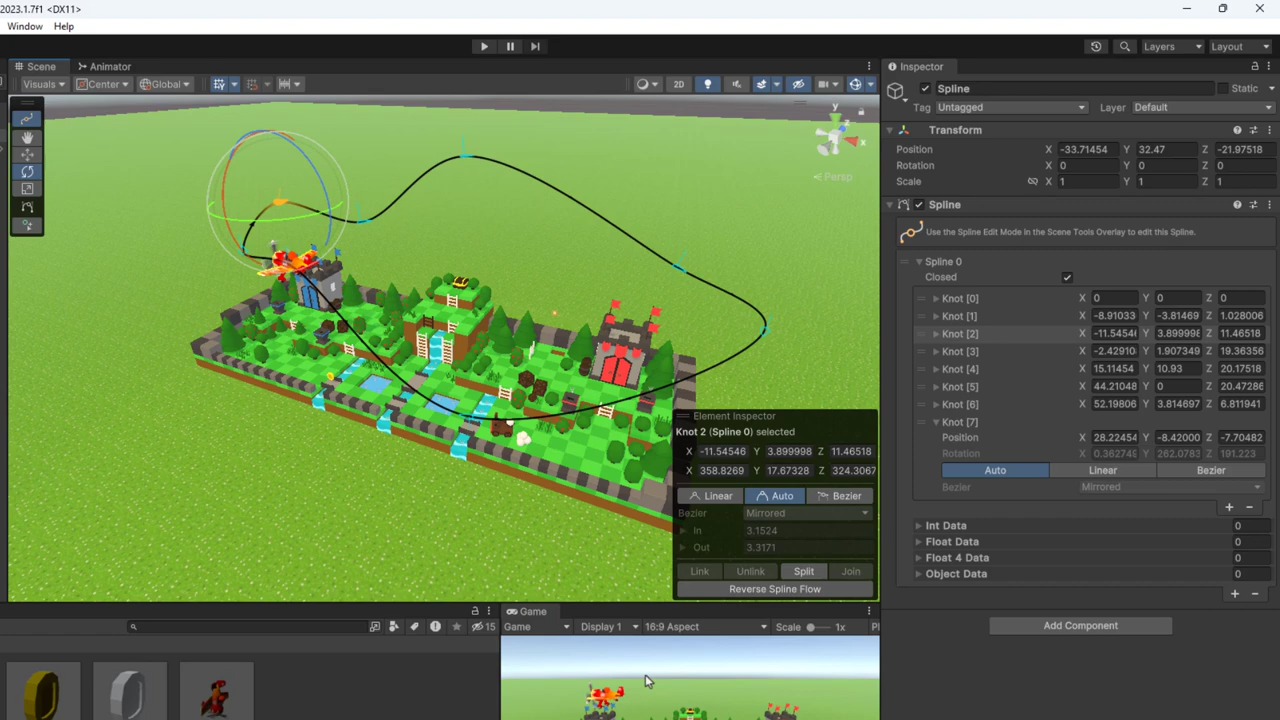 2023.1.7f1 <DX11>
Window Help
Layers Layout
Scene Animator
Visuals Center Global 2D
y
z
x
Persp
Inspector
Spline Static
Tag Untagged Layer Default
Transform
Position X -33.71454 Y 32.47 Z -21.97518
Rotation X 0 Y 0 Z 0
Scale X 1 Y 1 Z 1
Spline
Use the Spline Edit Mode in the Scene Tools Overlay to edit this Spline.
Spline 0
Closed
Knot [0] X 0 Y 0 Z 0
Knot [1] X -8.91033 Y -3.81469 Z 1.028006
Knot [2] X -11.54546 Y 3.899998 Z 11.46518
Knot [3] X -2.42910 Y 1.907349 Z 19.36356
Knot [4] X 15.11454 Y 10.93 Z 20.17518
Knot [5] X 44.21048 Y 0 Z 20.47286
Knot [6] X 52.19806 Y 3.814697 Z 6.811941
Knot [7]
Position X 28.22454 Y -8.42000 Z -7.70482
Rotation X 0.362749 Y 262.0783 Z 191.223
Auto Linear Bezier
Bezier Mirrored
+ −
Int Data 0
Float Data 0
Float 4 Data 0
Object Data 0
+ −
Add Component
Element Inspector
Knot 2 (Spline 0) selected
X -11.54546 Y 3.899998 Z 11.46518
X 358.8269 Y 17.67328 Z 324.3067
Linear Auto Bezier
Bezier Mirrored
In 3.1524
Out 3.3171
Link Unlink Split Join
Reverse Spline Flow
15
Game
Game Display 1 16:9 Aspect Scale 1x Pl